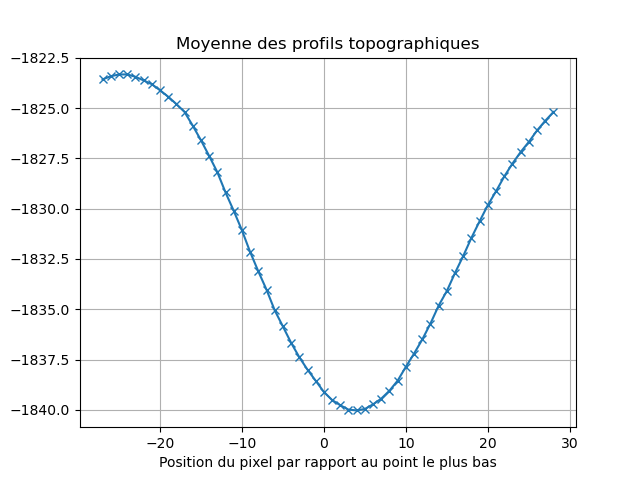 Moyenne des profils topographiques
−1822.5
−1825.0
−1827.5
−1830.0
−1832.5
−1835.0
−1837.5
−1840.0
−20 −10 0 10 20 30
Position du pixel par rapport au point le plus bas